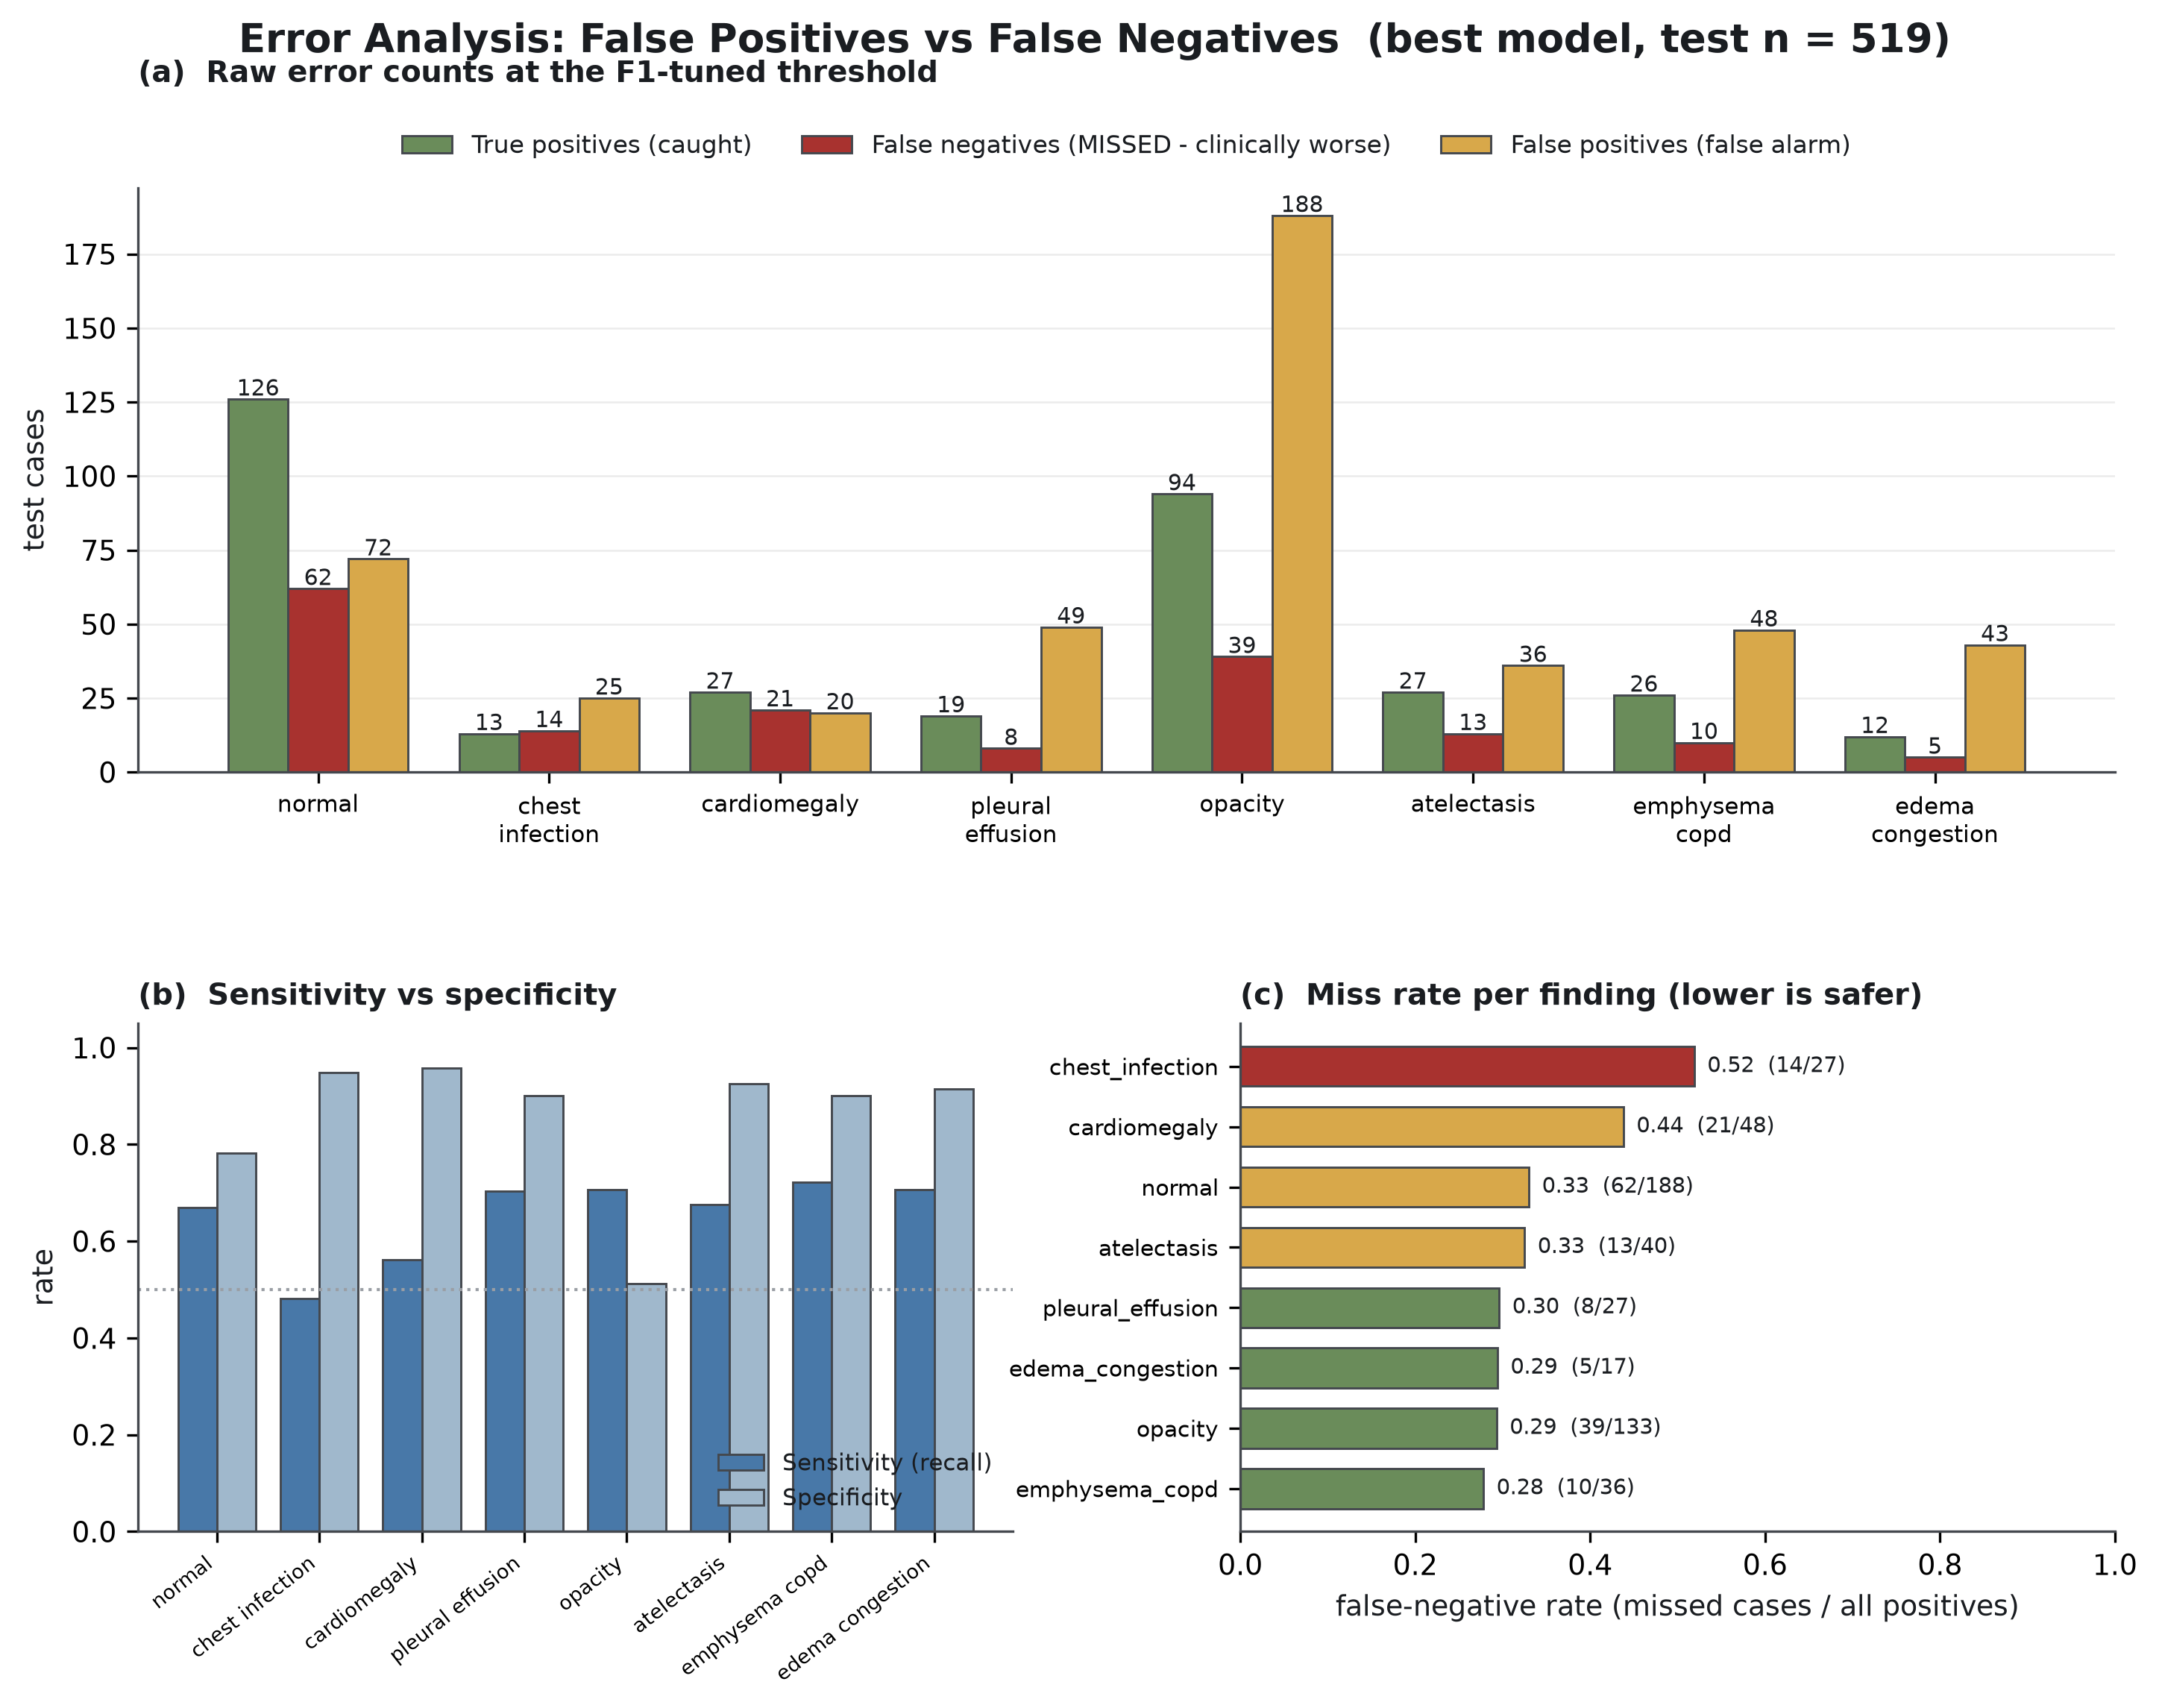 Error Analysis: False Positives vs False Negatives  (best model, test n = 519)
(a)  Raw error counts at the F1-tuned threshold
True positives (caught)
False negatives (MISSED - clinically worse)
False positives (false alarm)
test cases
175
150
125
100
75
50
25
0
126
62
72
13
14
25
27
21
20
19
8
49
94
39
188
27
13
36
26
10
48
12
5
43
normal
chest
infection
cardiomegaly
pleural
effusion
opacity
atelectasis
emphysema
copd
edema
congestion
(b)  Sensitivity vs specificity
rate
1.0
0.8
0.6
0.4
0.2
0.0
Sensitivity (recall)
Specificity
normal
chest infection
cardiomegaly
pleural effusion
opacity
atelectasis
emphysema copd
edema congestion
(c)  Miss rate per finding (lower is safer)
chest_infection
0.52  (14/27)
cardiomegaly
0.44  (21/48)
normal
0.33  (62/188)
atelectasis
0.33  (13/40)
pleural_effusion
0.30  (8/27)
edema_congestion
0.29  (5/17)
opacity
0.29  (39/133)
emphysema_copd
0.28  (10/36)
0.0
0.2
0.4
0.6
0.8
1.0
false-negative rate (missed cases / all positives)